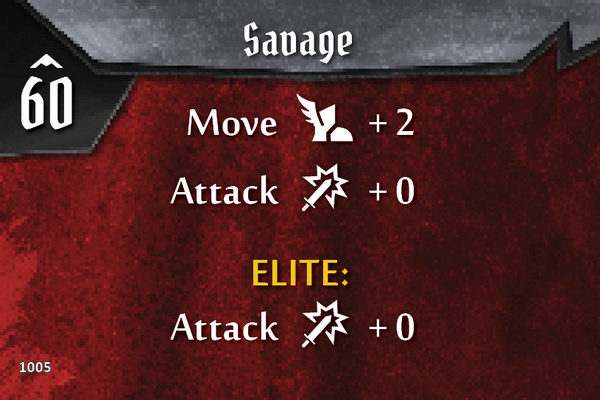 Savage
60
Move + 2
Attack + 0
ELITE:
Attack + 0
1005